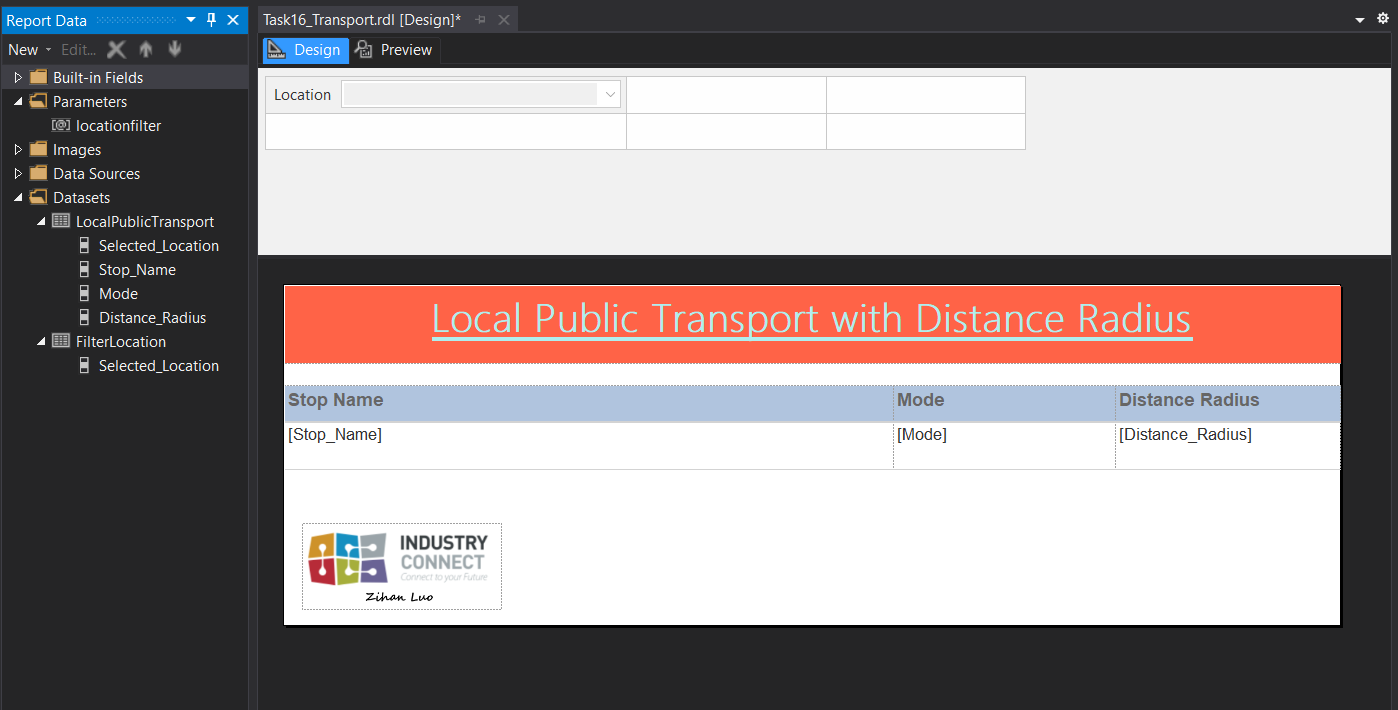 Report Data
New
Edit...
Built-in Fields
Parameters
[@] locationfilter
Images
Data Sources
Datasets
LocalPublicTransport
Selected_Location
Stop_Name
Mode
Distance_Radius
FilterLocation
Selected_Location
Task16_Transport.rdl [Design]*
Design
Preview
Location
Local Public Transport with Distance Radius
Stop Name Mode Distance Radius
[Stop_Name] [Mode] [Distance_Radius]
INDUSTRY
CONNECT
Connect to your Future
Zihan Luo